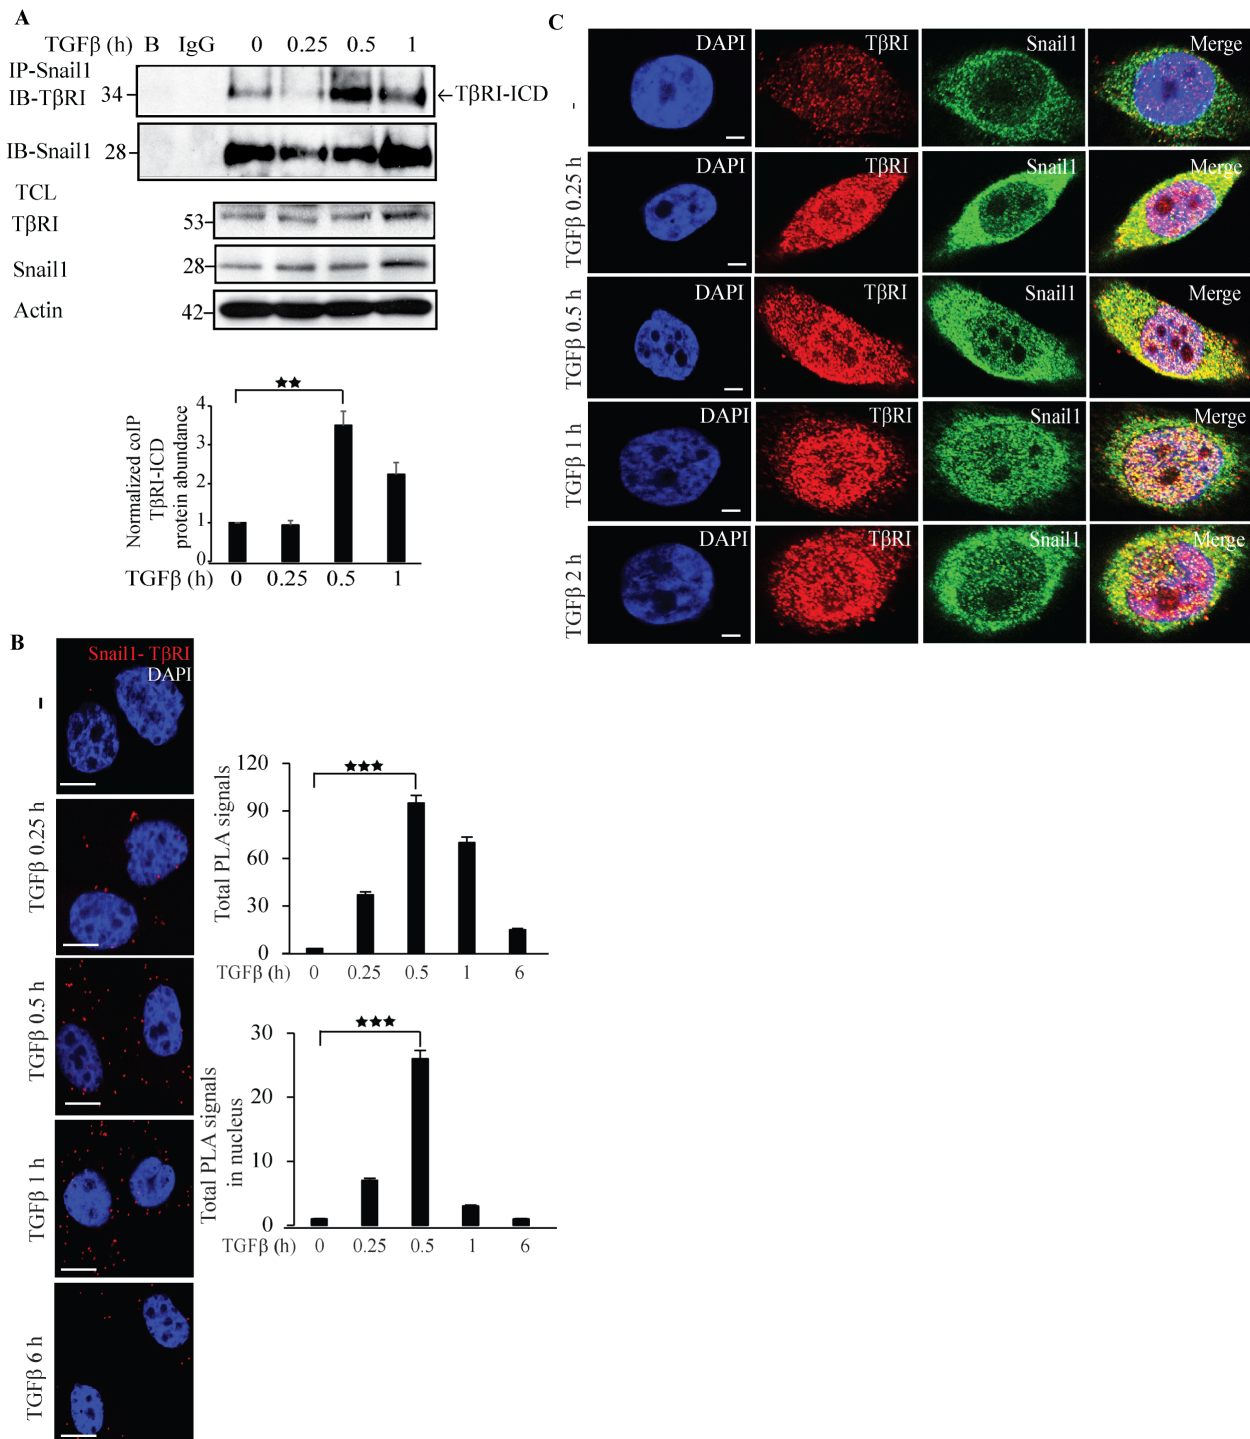 A
TGFβ (h) B IgG 0 0.25 0.5 1
IP-Snail1
IB-TβRI 34 ←TβRI-ICD
IB-Snail1 28
TCL
TβRI 53
Snail1 28
Actin 42
★★
Normalized coIP
TβRI-ICD
protein abundance
4
3
2
1
0
TGFβ (h) 0 0.25 0.5 1
B
Snail1- TβRI
DAPI
-
TGFβ 0.25 h
TGFβ 0.5 h
TGFβ 1 h
TGFβ 6 h
Total PLA signals
120
90
60
30
0
★★★
TGFβ (h) 0 0.25 0.5 1 6
Total PLA signals
in nucleus
30
20
10
0
★★★
TGFβ (h) 0 0.25 0.5 1 6
C
- DAPI TβRI Snail1 Merge
TGFβ 0.25 h DAPI TβRI Snail1 Merge
TGFβ 0.5 h DAPI TβRI Snail1 Merge
TGFβ 1 h DAPI TβRI Snail1 Merge
TGFβ 2 h DAPI TβRI Snail1 Merge